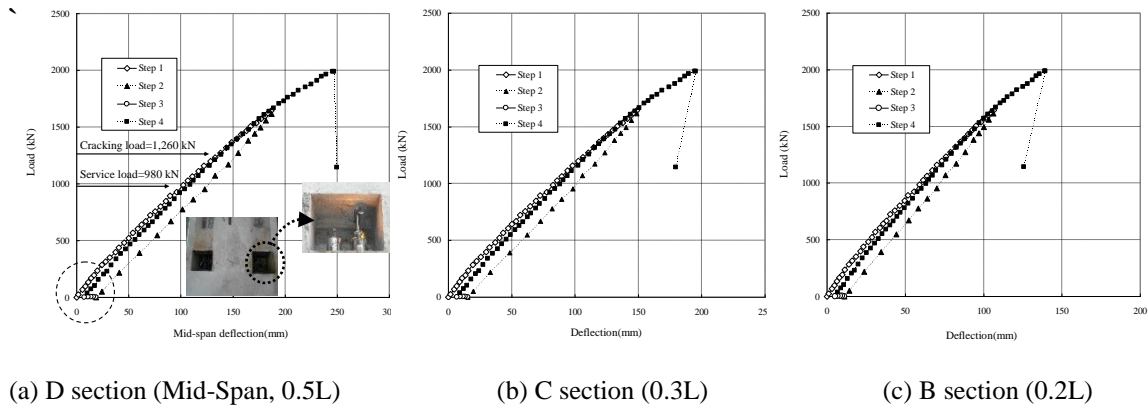 `
2500
2000
1500
1000
500
0
Load (kN)
Step 1
Step 2
Step 3
Step 4
Cracking load=1,260 kN
Service load=980 kN
0 50 100 150 200 250 30
Mid-span deflection(mm)
2500
2000
1500
1000
500
0
Load (kN)
Step 1
Step 2
Step 3
Step 4
0 50 100 150 200 25
Deflection(mm)
2500
2000
1500
1000
500
0
Load (kN)
Step 1
Step 2
Step 3
Step 4
0 50 100 150 200
Deflection(mm)
(a) D section (Mid-Span, 0.5L) (b) C section (0.3L) (c) B section (0.2L)